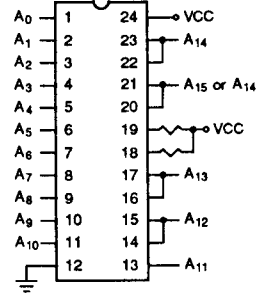 A0 1 24 VCC
A1 2 23 A14
A2 3 22
A3 4 21 A15 or A14
A4 5 20
A5 6 19 VCC
A6 7 18
A7 8 17 A13
A8 9 16
A9 10 15 A12
A10 11 14
12 13 A11